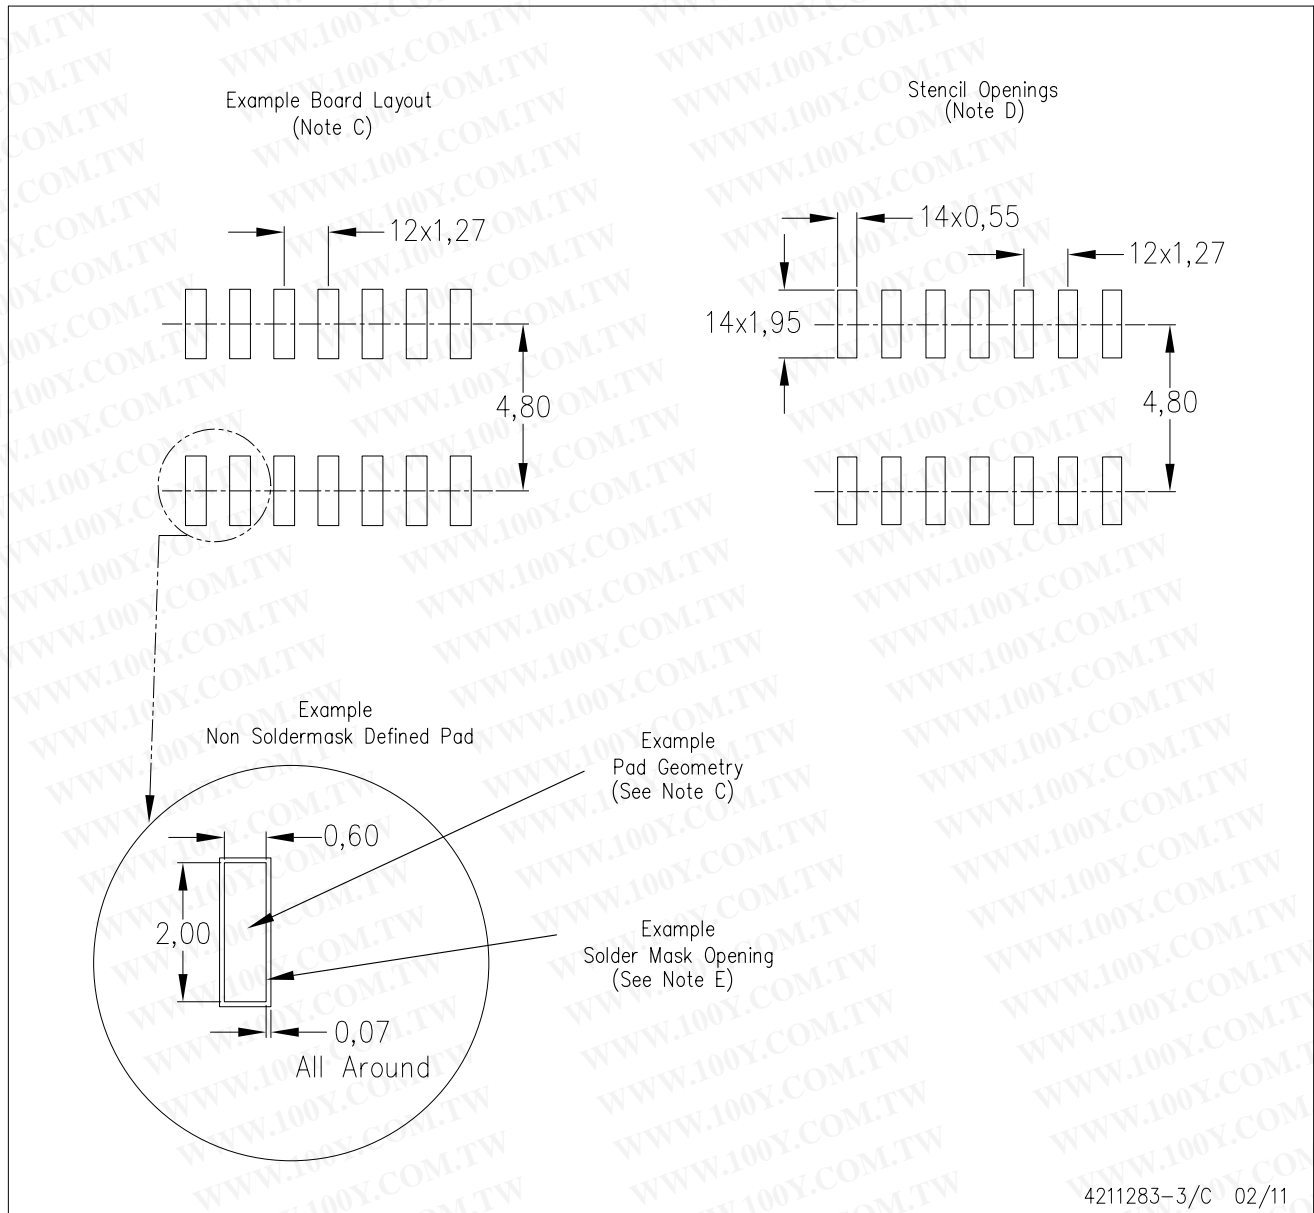 Example Board Layout
(Note C)
Stencil Openings
(Note D)
12x1,27
14x0,55
12x1,27
14x1,95
4,80
4,80
Example
Non Soldermask Defined Pad
Example
Pad Geometry
(See Note C)
0,60
2,00
Example
Solder Mask Opening
(See Note E)
0,07
All Around
4211283-3/C 02/11
WWW.100Y.COM.TW